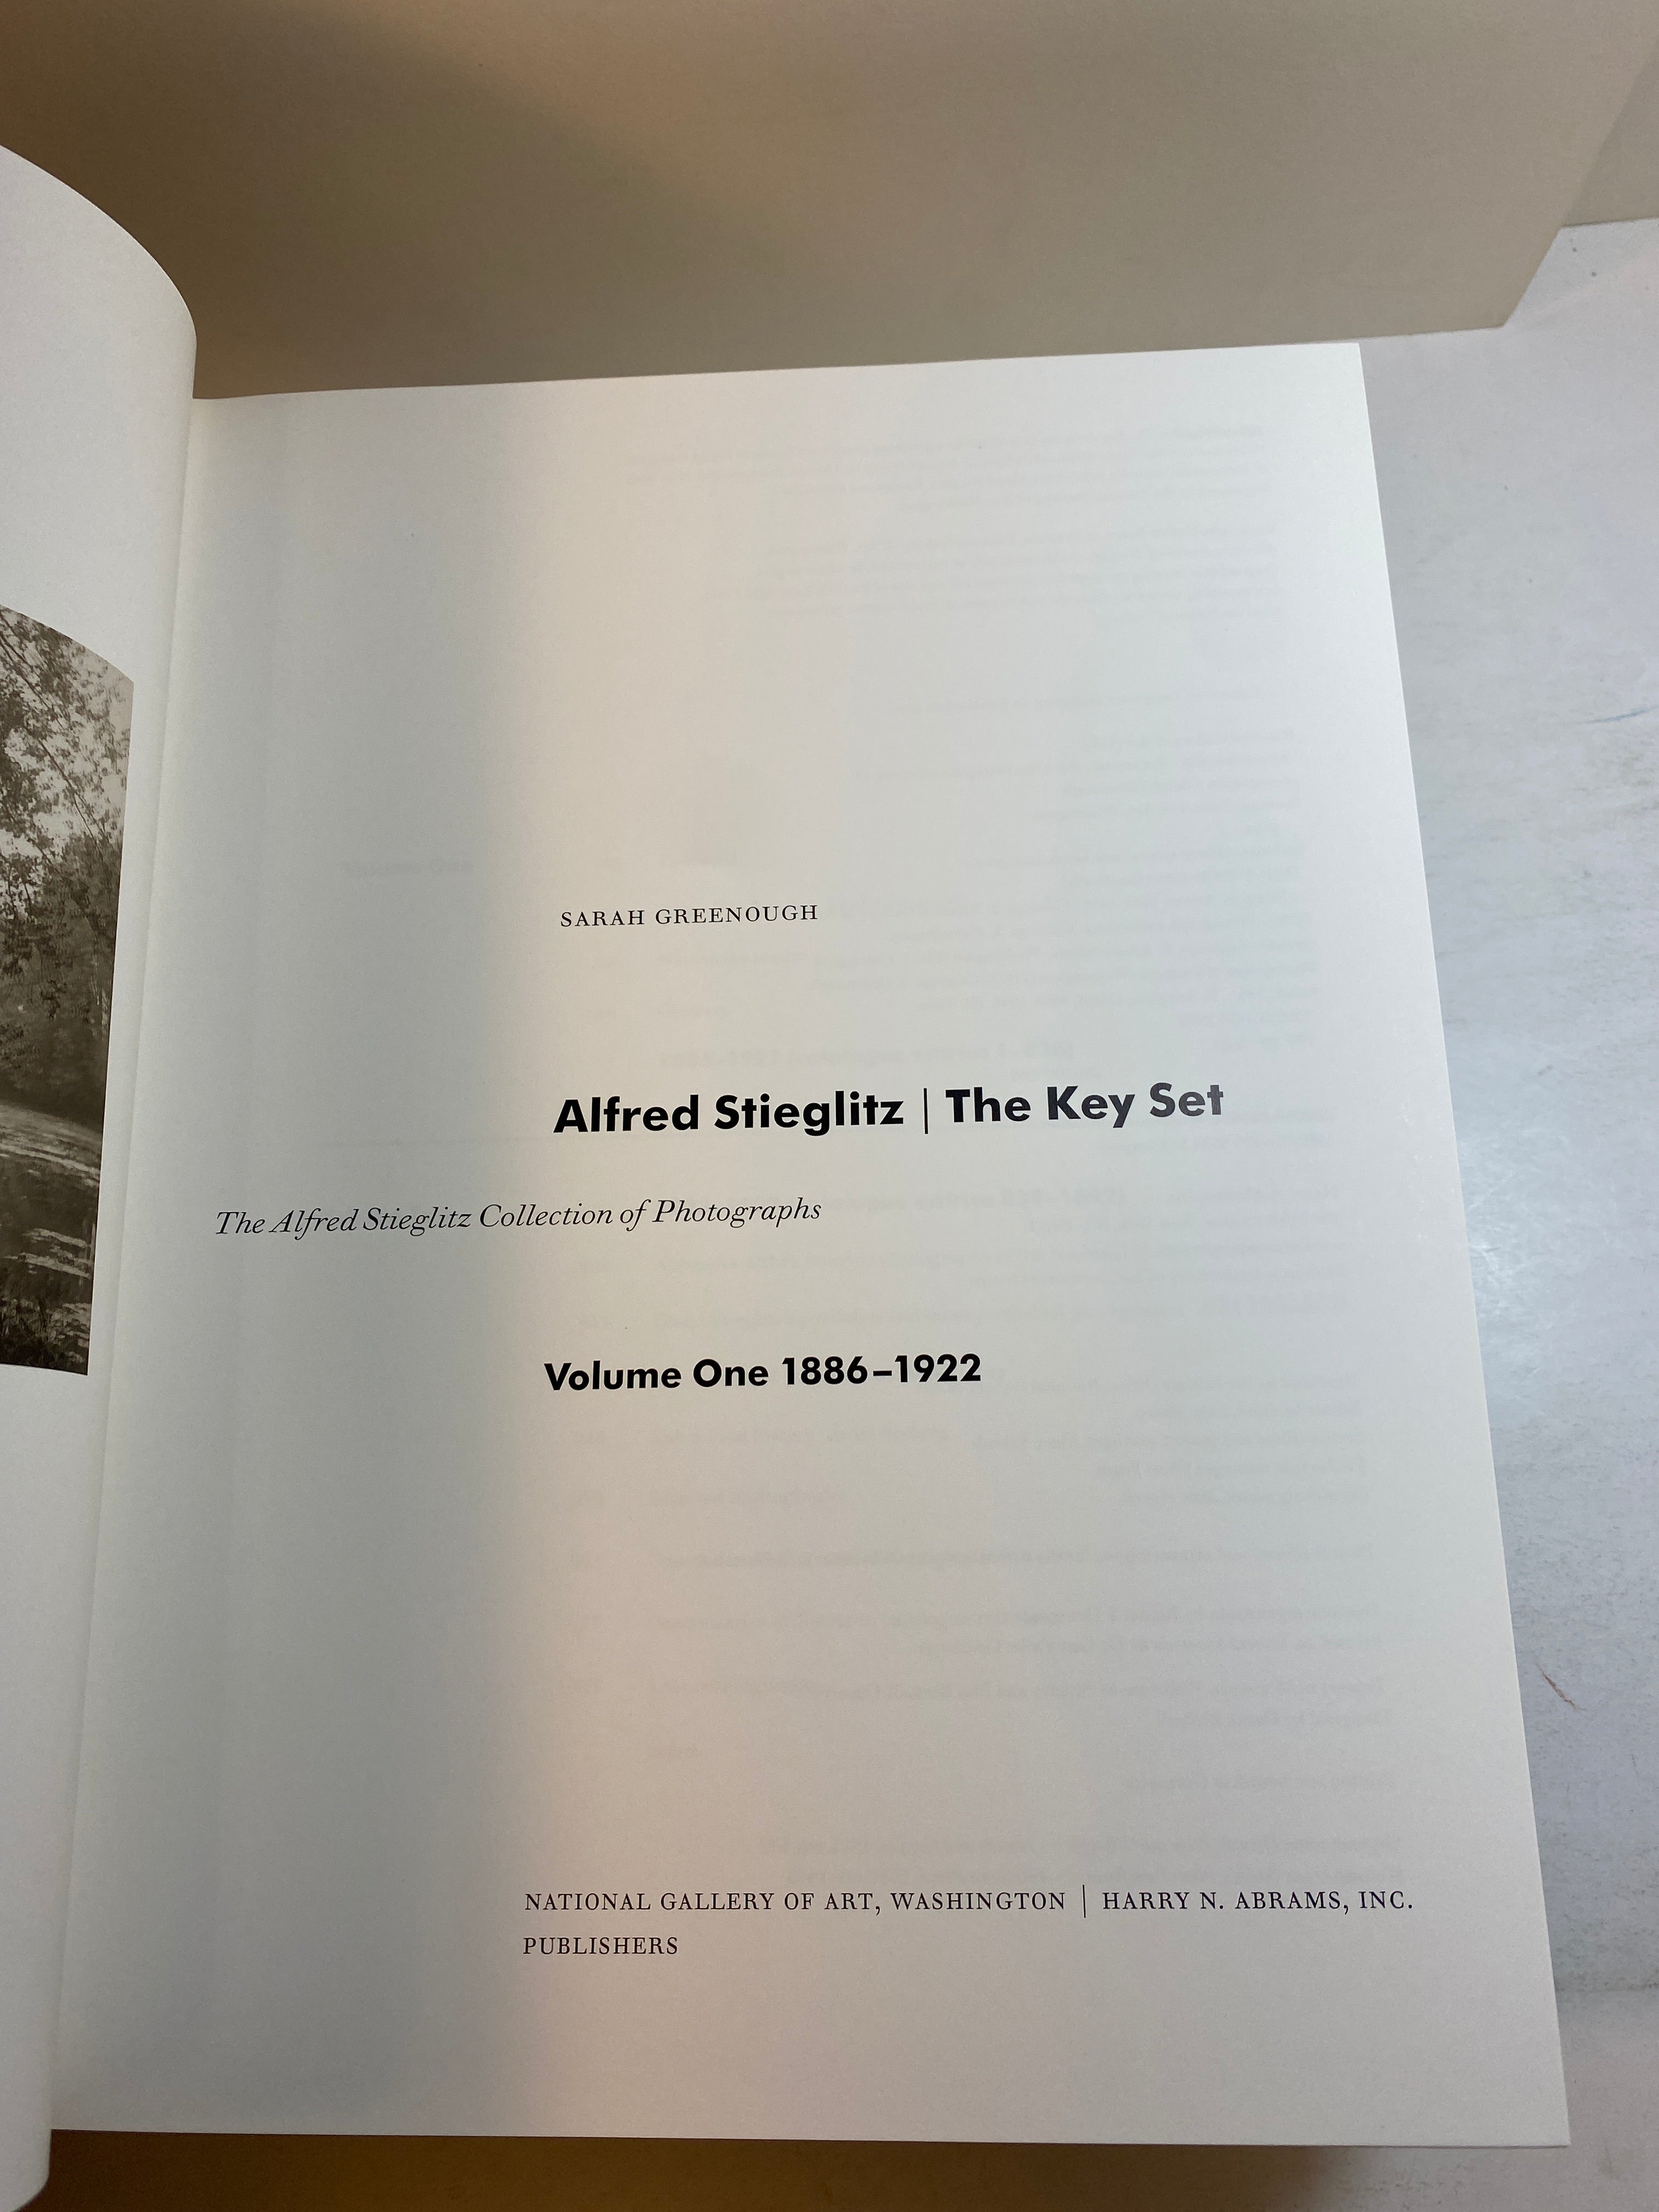 SARAH GREENOUGH
Alfred Stieglitz | The Key Set
The Alfred Stieglitz Collection of Photographs
Volume One 1886–1922
NATIONAL GALLERY OF ART, WASHINGTON | HARRY N. ABRAMS, INC.
PUBLISHERS